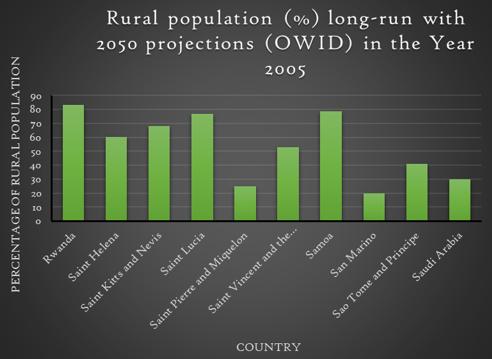 Rural population (%) long-run with
2050 projections (OWID) in the Year
2005
PERCENTAGE OF RURAL POPULATION
90
80
70
60
50
40
30
20
10
0
Rwanda
Saint Helena
Saint Kitts and Nevis
Saint Lucia
Saint Pierre and Miquelon
Saint Vincent and the...
Samoa
San Marino
Sao Tome and Principe
Saudi Arabia
COUNTRY